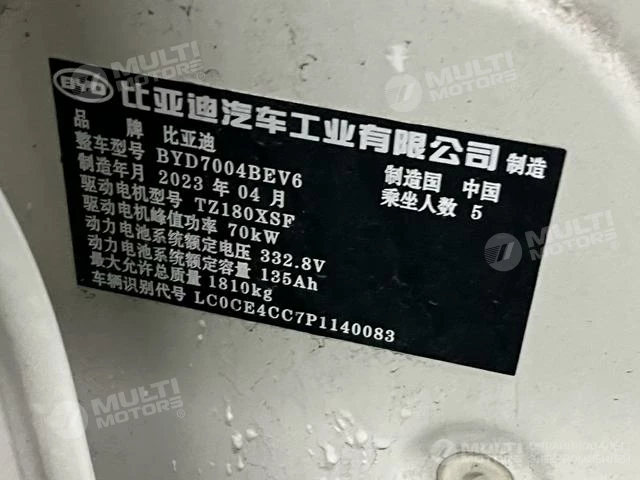 BYD 比亚迪汽车工业有限公司 制造
品牌 比亚迪
整车型号 BYD7004BEV6 制造国 中国
制造年月 2023 年 04 月 乘坐人数 5
驱动电机型号 TZ180XSF
驱动电机峰值功率 70kW
动力电池系统额定电压 332.8V
动力电池系统额定容量 135Ah
最大允许总质量 1810kg
车辆识别代号 LC0CE4CC7P1140083
MULTI MOTORS
MULTI MOTORS
MULTI MOTORS
MULTI MOTORS
MULTI MOTORS
MULTI MOTORS